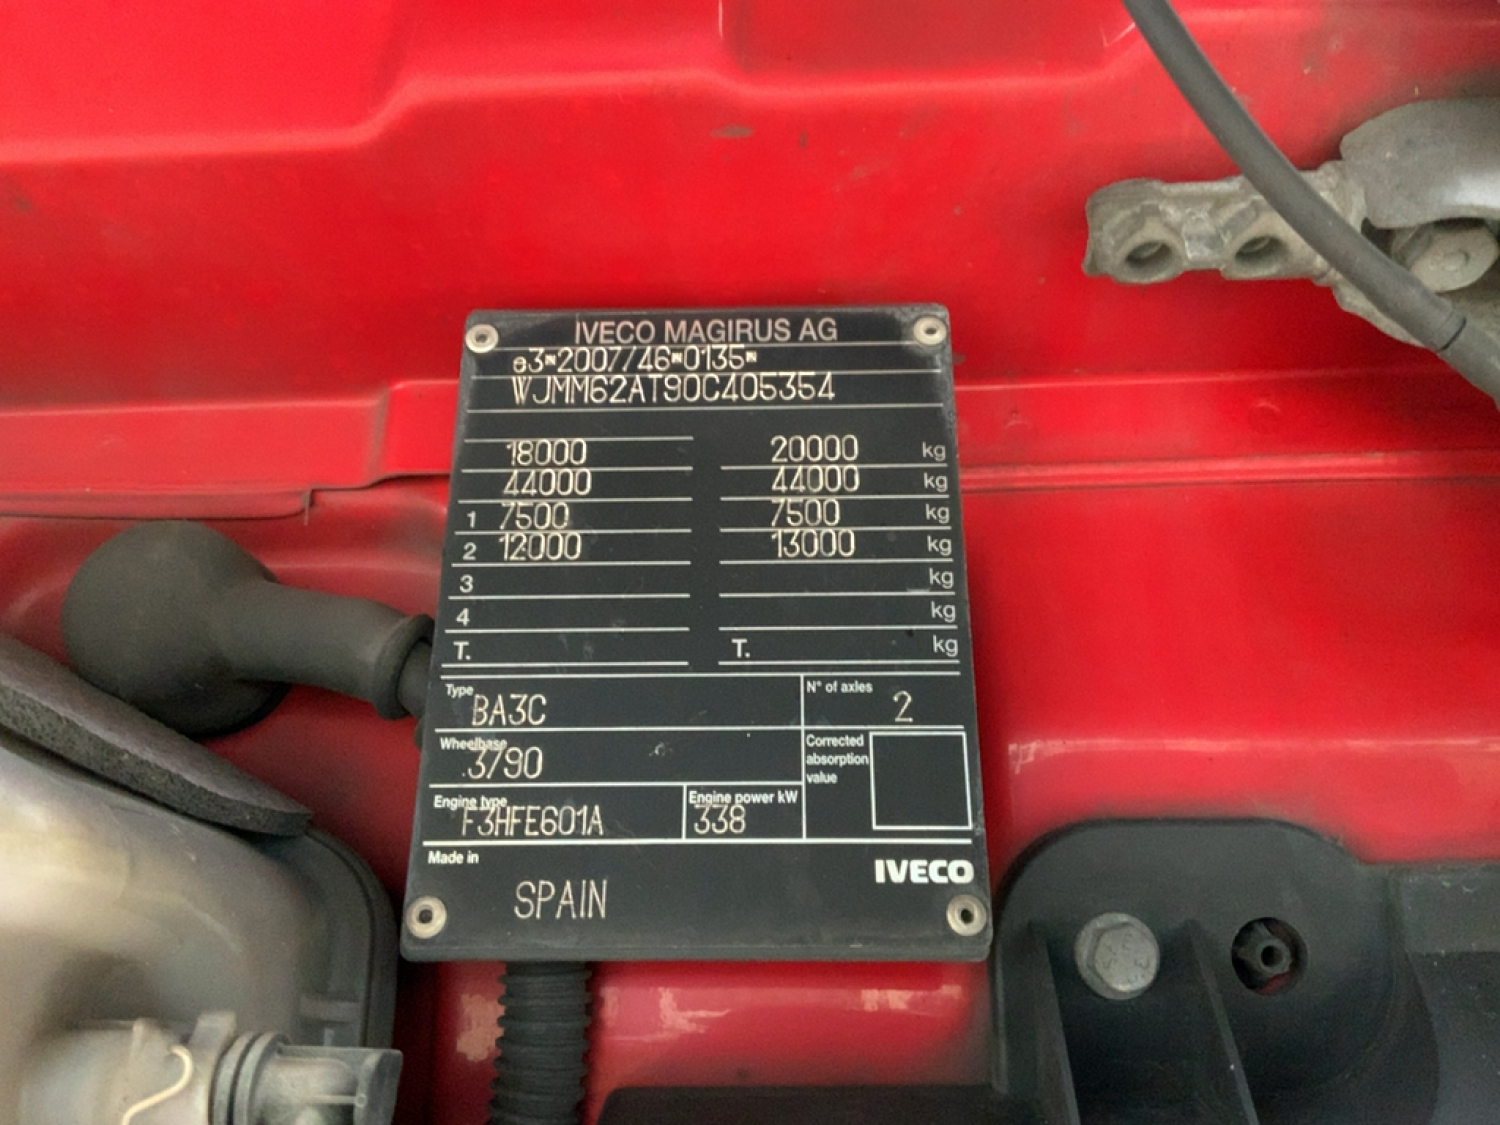 IVECO MAGIRUS AG
e3*2007/46*0135*
WJMM62AT90C405354
18000 20000 kg
44000 44000 kg
1 7500 7500 kg
2 12000 13000 kg
3 kg
4 kg
T. T. kg
Type BA3C N° of axles 2
Wheelbase 3790 Corrected absorption value
Engine type F3HFE601A Engine power kW 338
Made in SPAIN IVECO